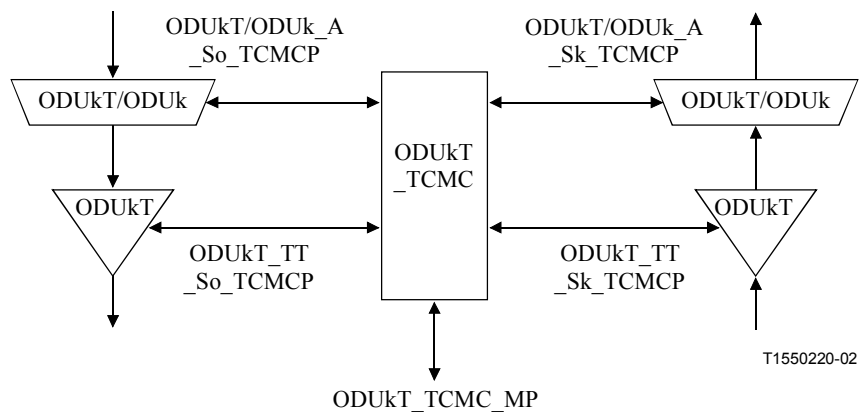 ODUkT/ODUk_A
_So_TCMCP
ODUkT/ODUk_A
_Sk_TCMCP
ODUkT/ODUk
ODUkT/ODUk
ODUkT
_TCMC
ODUkT
ODUkT
ODUkT_TT
_So_TCMCP
ODUkT_TT
_Sk_TCMCP
T1550220-02
ODUkT_TCMC_MP